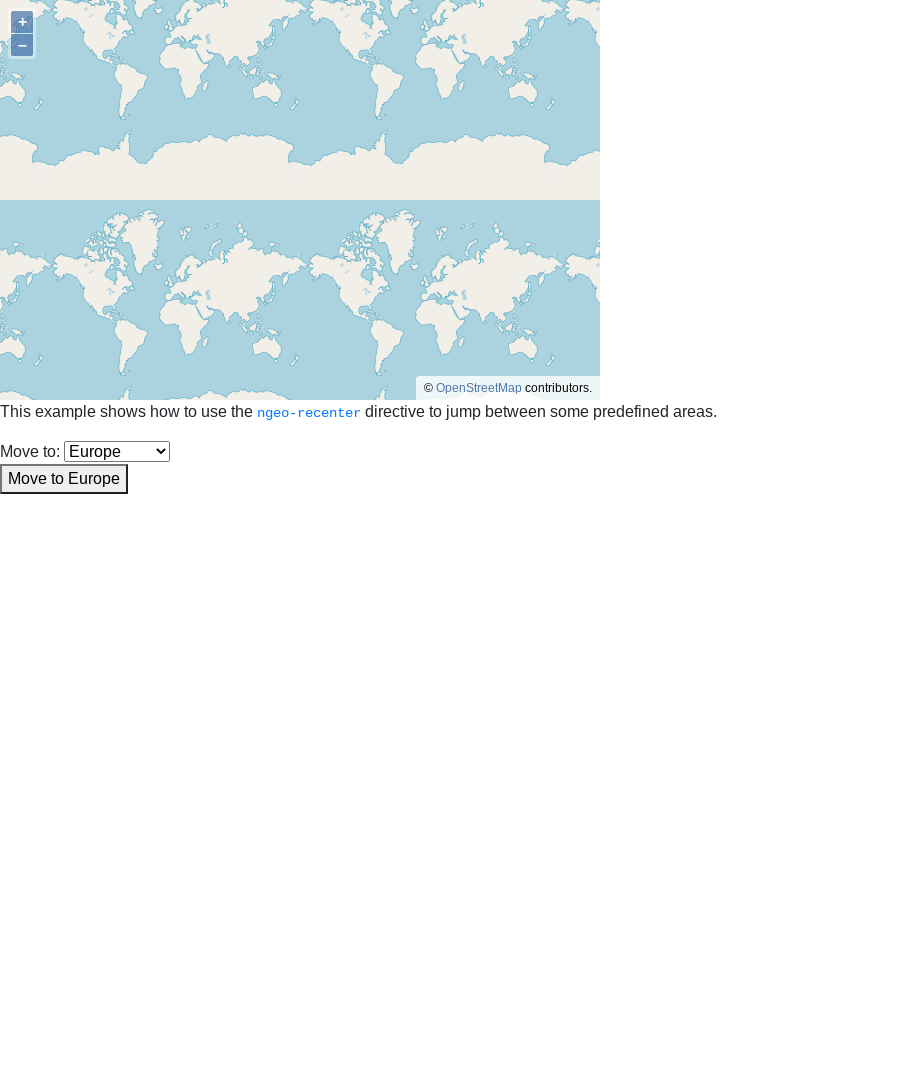 +
–
© OpenStreetMap contributors.
This example shows how to use the ngeo-recenter directive to jump between some predefined areas.
Move to: Europe
Move to Europe